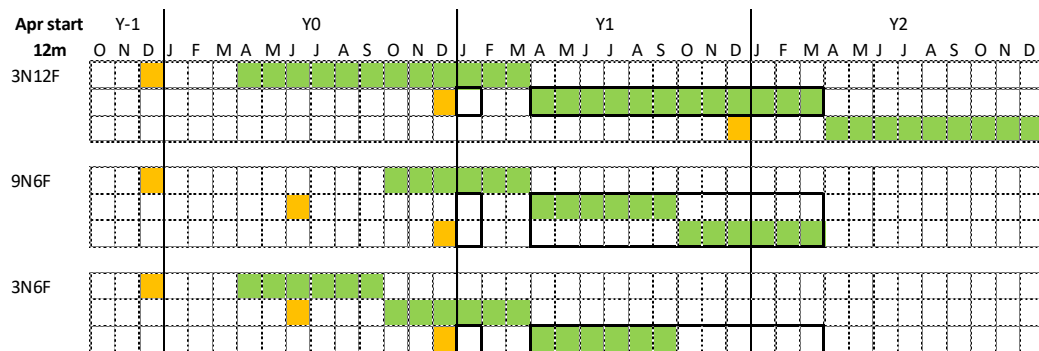 Apr start Y-1 Y0 Y1 Y2
12m O N D J F M A M J J A S O N D J F M A M J J A S O N D J F M A M J J A S O N D
3N12F
9N6F
3N6F